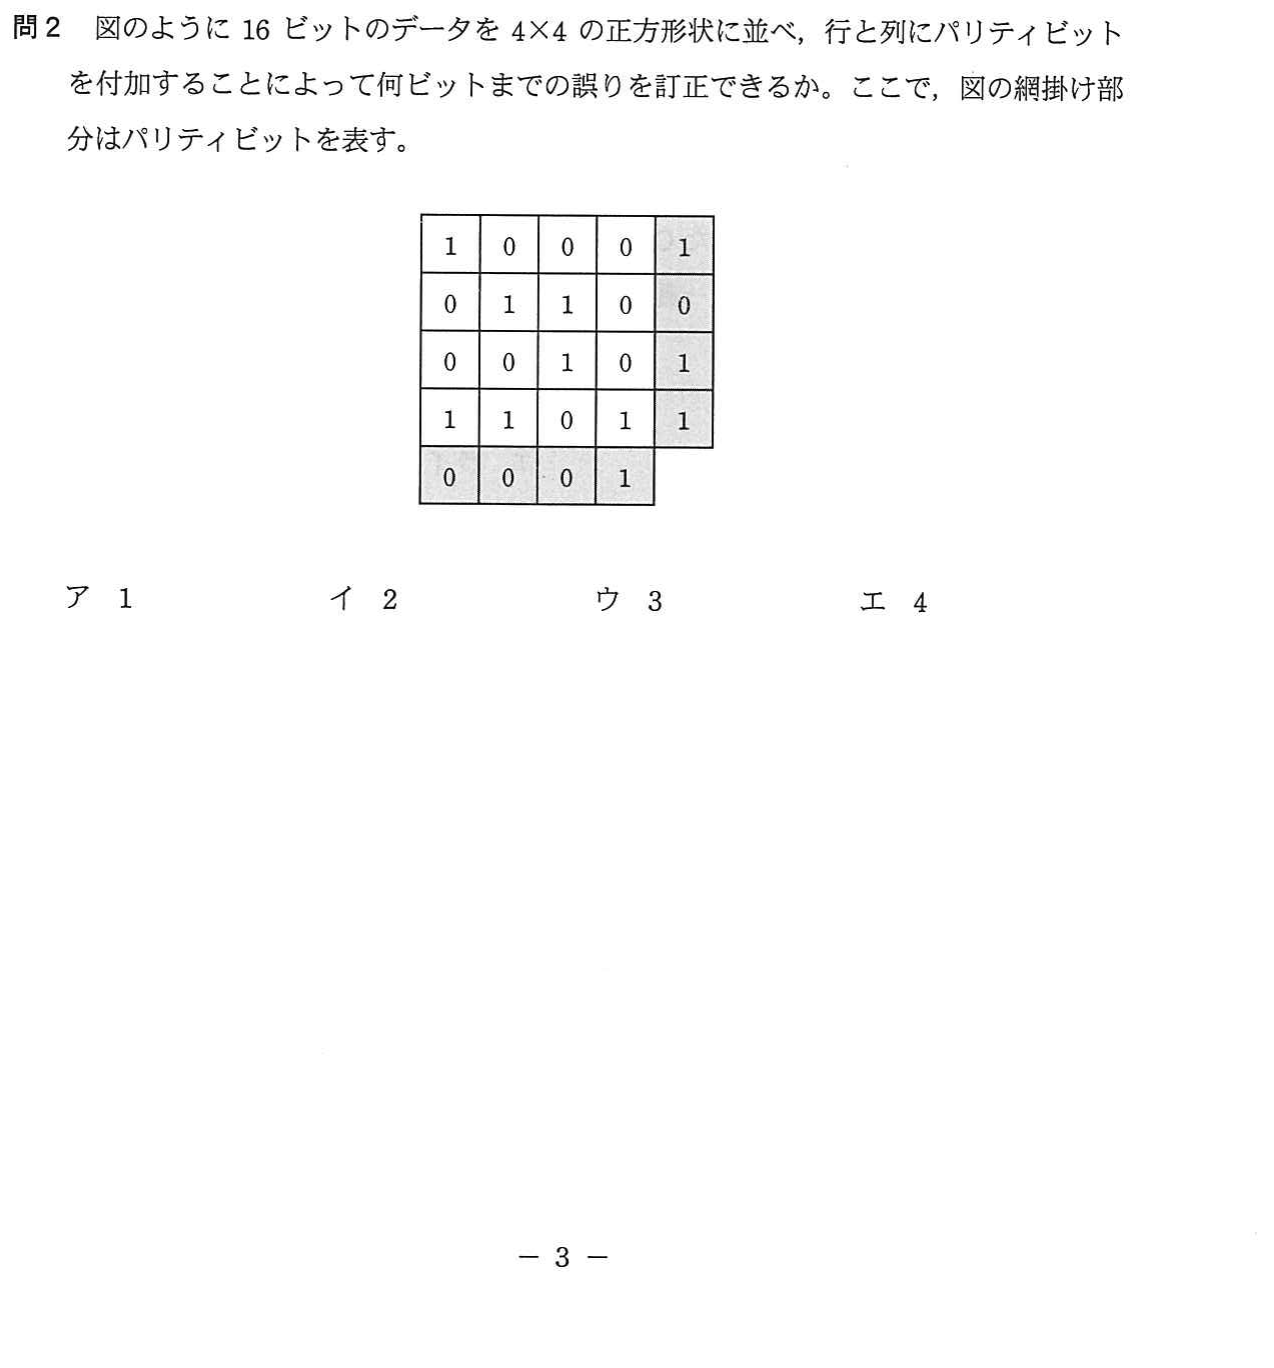 問2 図のように 16 ビットのデータを 4×4 の正方形状に並べ，行と列にパリティビット
を付加することによって何ビットまでの誤りを訂正できるか。ここで，図の網掛け部
分はパリティビットを表す。
1 0 0 0 1
0 1 1 0 0
0 0 1 0 1
1 1 0 1 1
0 0 0 1
ア 1 イ 2 ウ 3 エ 4
－ 3 －